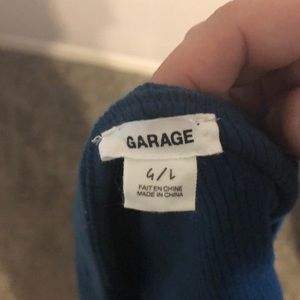 GARAGE
G/L
FAIT EN CHINE
MADE IN CHINA